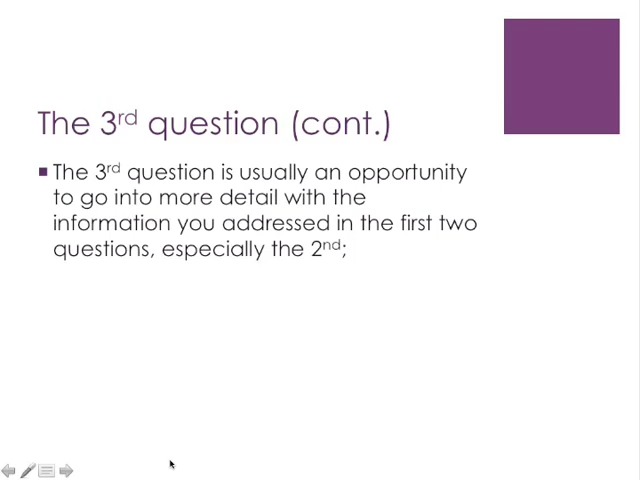 The 3rd question (cont.)
The 3rd question is usually an opportunity
to go into more detail with the
information you addressed in the first two
questions, especially the 2nd;